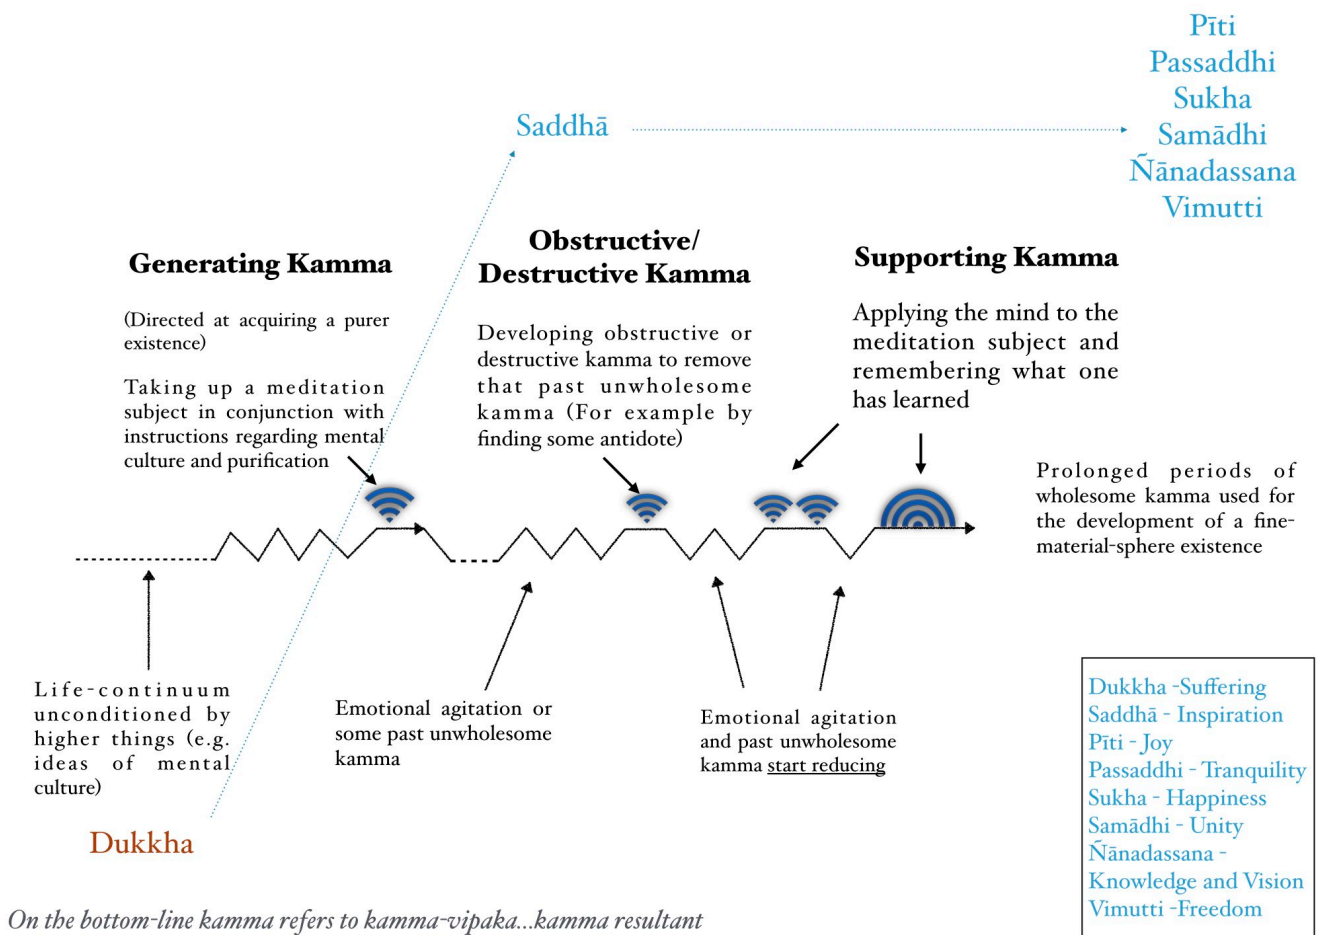 Pīti
Passaddhi
Sukha
Samādhi
Ñānadassana
Vimutti
Saddhā
Generating Kamma
(Directed at acquiring a purer
existence)
Taking up a meditation
subject in conjunction with
instructions regarding mental
culture and purification
Obstructive/
Destructive Kamma
Developing obstructive or
destructive kamma to remove
that past unwholesome
kamma (For example by
finding some antidote)
Supporting Kamma
Applying the mind to the
meditation subject and
remembering what one
has learned
Prolonged periods of
wholesome kamma used for
the development of a fine-
material-sphere existence
Life-continuum
unconditioned by
higher things (e.g.
ideas of mental
culture)
Emotional agitation or
some past unwholesome
kamma
Emotional agitation
and past unwholesome
kamma start reducing
Dukkha
Dukkha -Suffering
Saddhā - Inspiration
Pīti - Joy
Passaddhi - Tranquility
Sukha - Happiness
Samādhi - Unity
Ñānadassana -
Knowledge and Vision
Vimutti -Freedom
On the bottom-line kamma refers to kamma-vipaka...kamma resultant